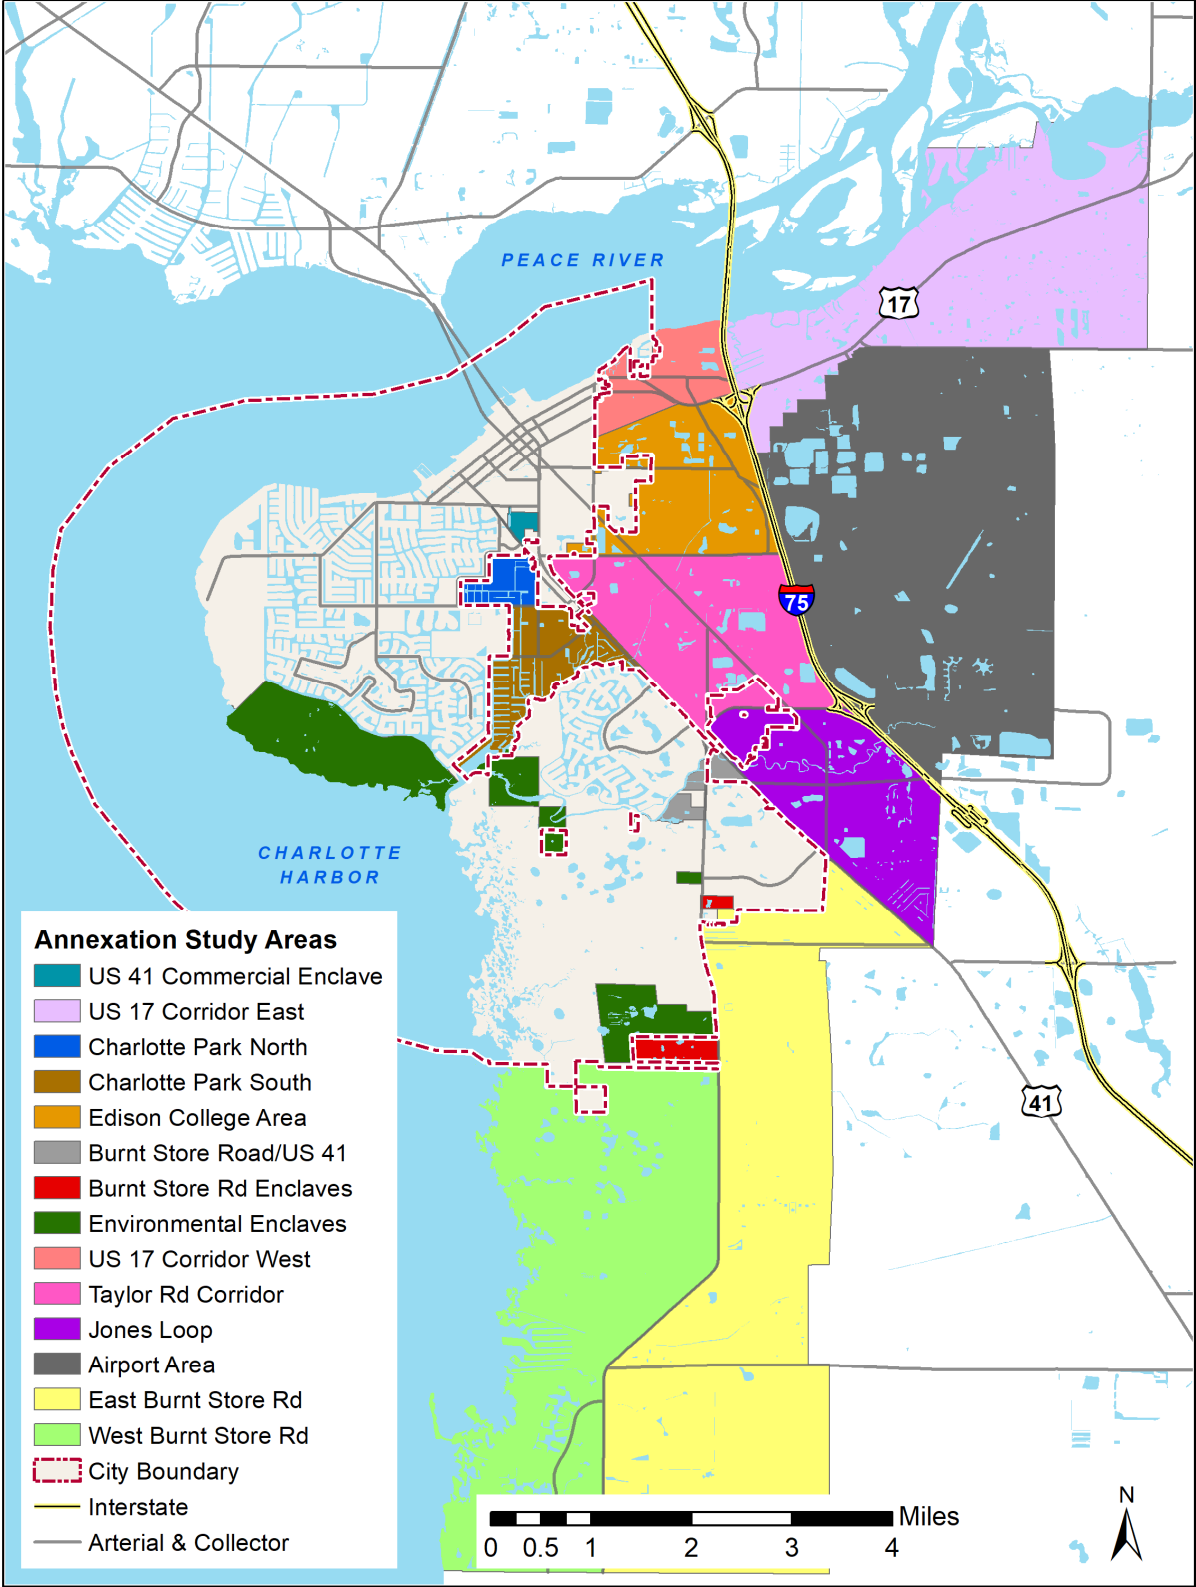 PEACE RIVER
17
75
CHARLOTTE
HARBOR
41
Annexation Study Areas
US 41 Commercial Enclave
US 17 Corridor East
Charlotte Park North
Charlotte Park South
Edison College Area
Burnt Store Road/US 41
Burnt Store Rd Enclaves
Environmental Enclaves
US 17 Corridor West
Taylor Rd Corridor
Jones Loop
Airport Area
East Burnt Store Rd
West Burnt Store Rd
City Boundary
Interstate
Arterial & Collector
Miles
0 0.5 1 2 3 4
N